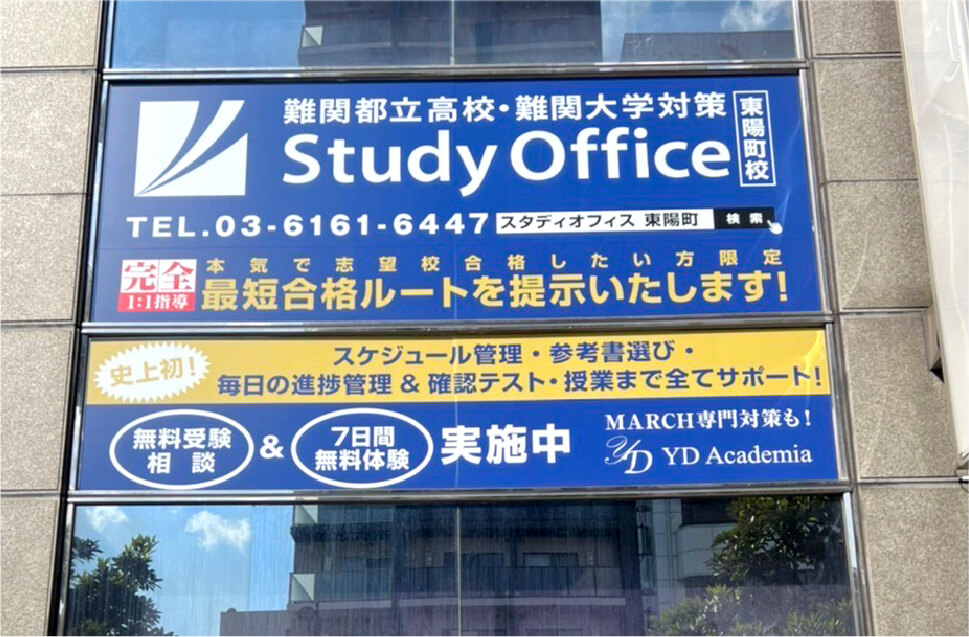 難関都立高校・難関大学対策
Study Office
東陽町校
TEL.03-6161-6447
スタディオフィス 東陽町 検索
完全
1:1指導
本気で志望校合格したい方限定
最短合格ルートを提示いたします!
史上初!
スケジュール管理・参考書選び・
毎日の進捗管理 & 確認テスト・授業まで全てサポート!
無料受験
相談
&
7日間
無料体験
実施中
MARCH専門対策も!
YD YD Academia